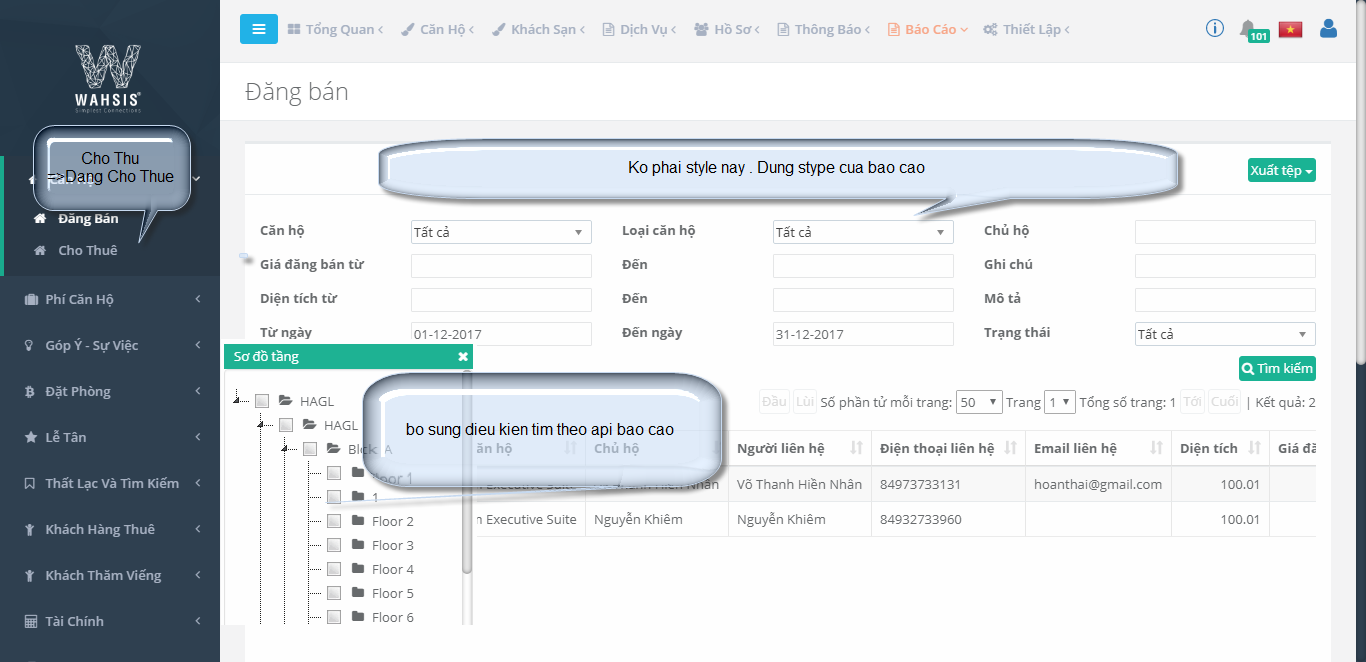 WAHSIS
Simplest Connections
Cho Thu
=>Dang Cho Thue
Đăng Bán
Cho Thuê
Phí Căn Hộ
Góp Ý - Sự Việc
Đặt Phòng
Lễ Tân
Thất Lạc Và Tìm Kiếm
Khách Hàng Thuê
Khách Thăm Viếng
Tài Chính
Tổng Quan Căn Hộ Khách Sạn Dịch Vụ Hồ Sơ Thông Báo Báo Cáo Thiết Lập 101
Đăng bán
Ko phai style nay . Dung stype cua bao cao
Xuất tệp
Căn hộ Tất cả Loại căn hộ Tất cả Chủ hộ
Giá đăng bán từ Đến Ghi chú
Diện tích từ Đến Mô tả
Từ ngày 01-12-2017 Đến ngày 31-12-2017 Trạng thái Tất cả
Tìm kiếm
Sơ đồ tầng
HAGL
HAGL
Block A
Floor 1
1
Floor 2
Floor 3
Floor 4
Floor 5
Floor 6
bo sung dieu kien tim theo api bao cao
Đầu Lùi Số phần tử mỗi trang: 50 Trang 1 Tổng số trang: 1 Tới Cuối | Kết quả: 2
ăn hộ Chủ hộ Người liên hệ Điện thoại liên hệ Email liên hệ Diện tích Giá đă
Executive Suite Thanh Hiền Nhân Võ Thanh Hiền Nhân 84973733131 hoanthai@gmail.com 100.01
n Executive Suite Nguyễn Khiêm Nguyễn Khiêm 84932733960 100.01